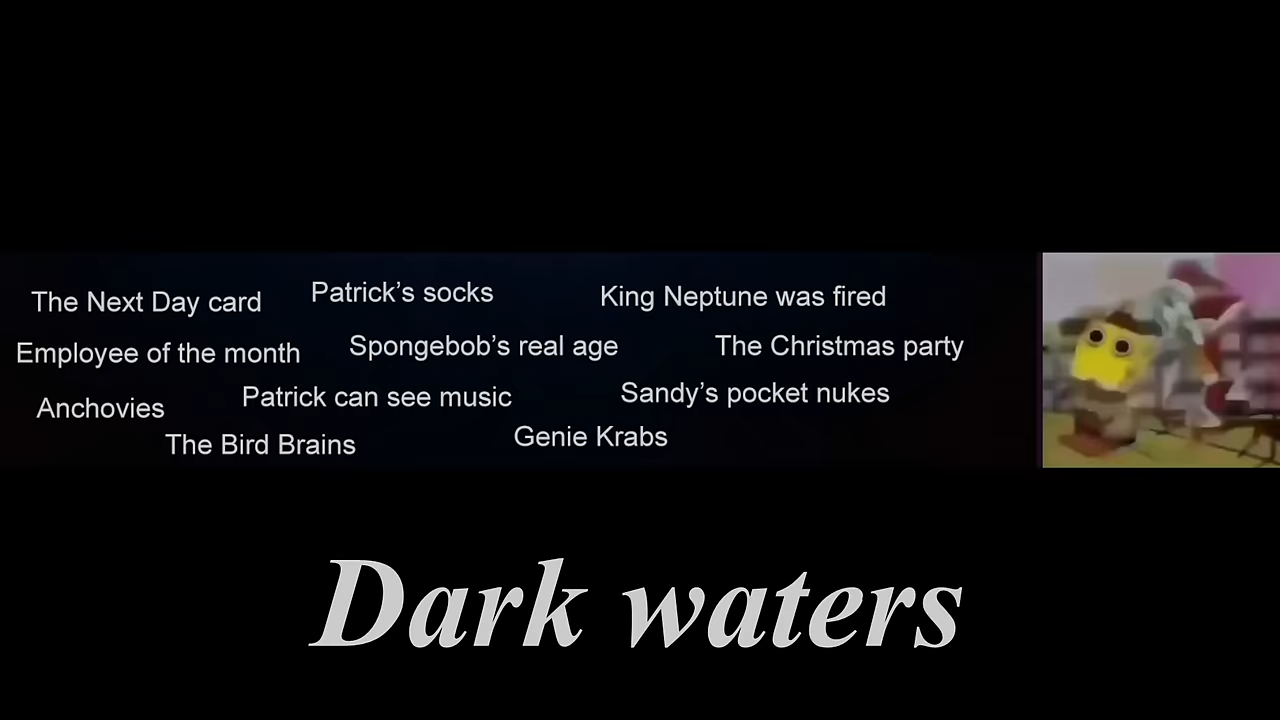 The Next Day card
Patrick’s socks
King Neptune was fired
Employee of the month
Spongebob’s real age
The Christmas party
Anchovies
Patrick can see music
Sandy’s pocket nukes
The Bird Brains
Genie Krabs
Dark waters